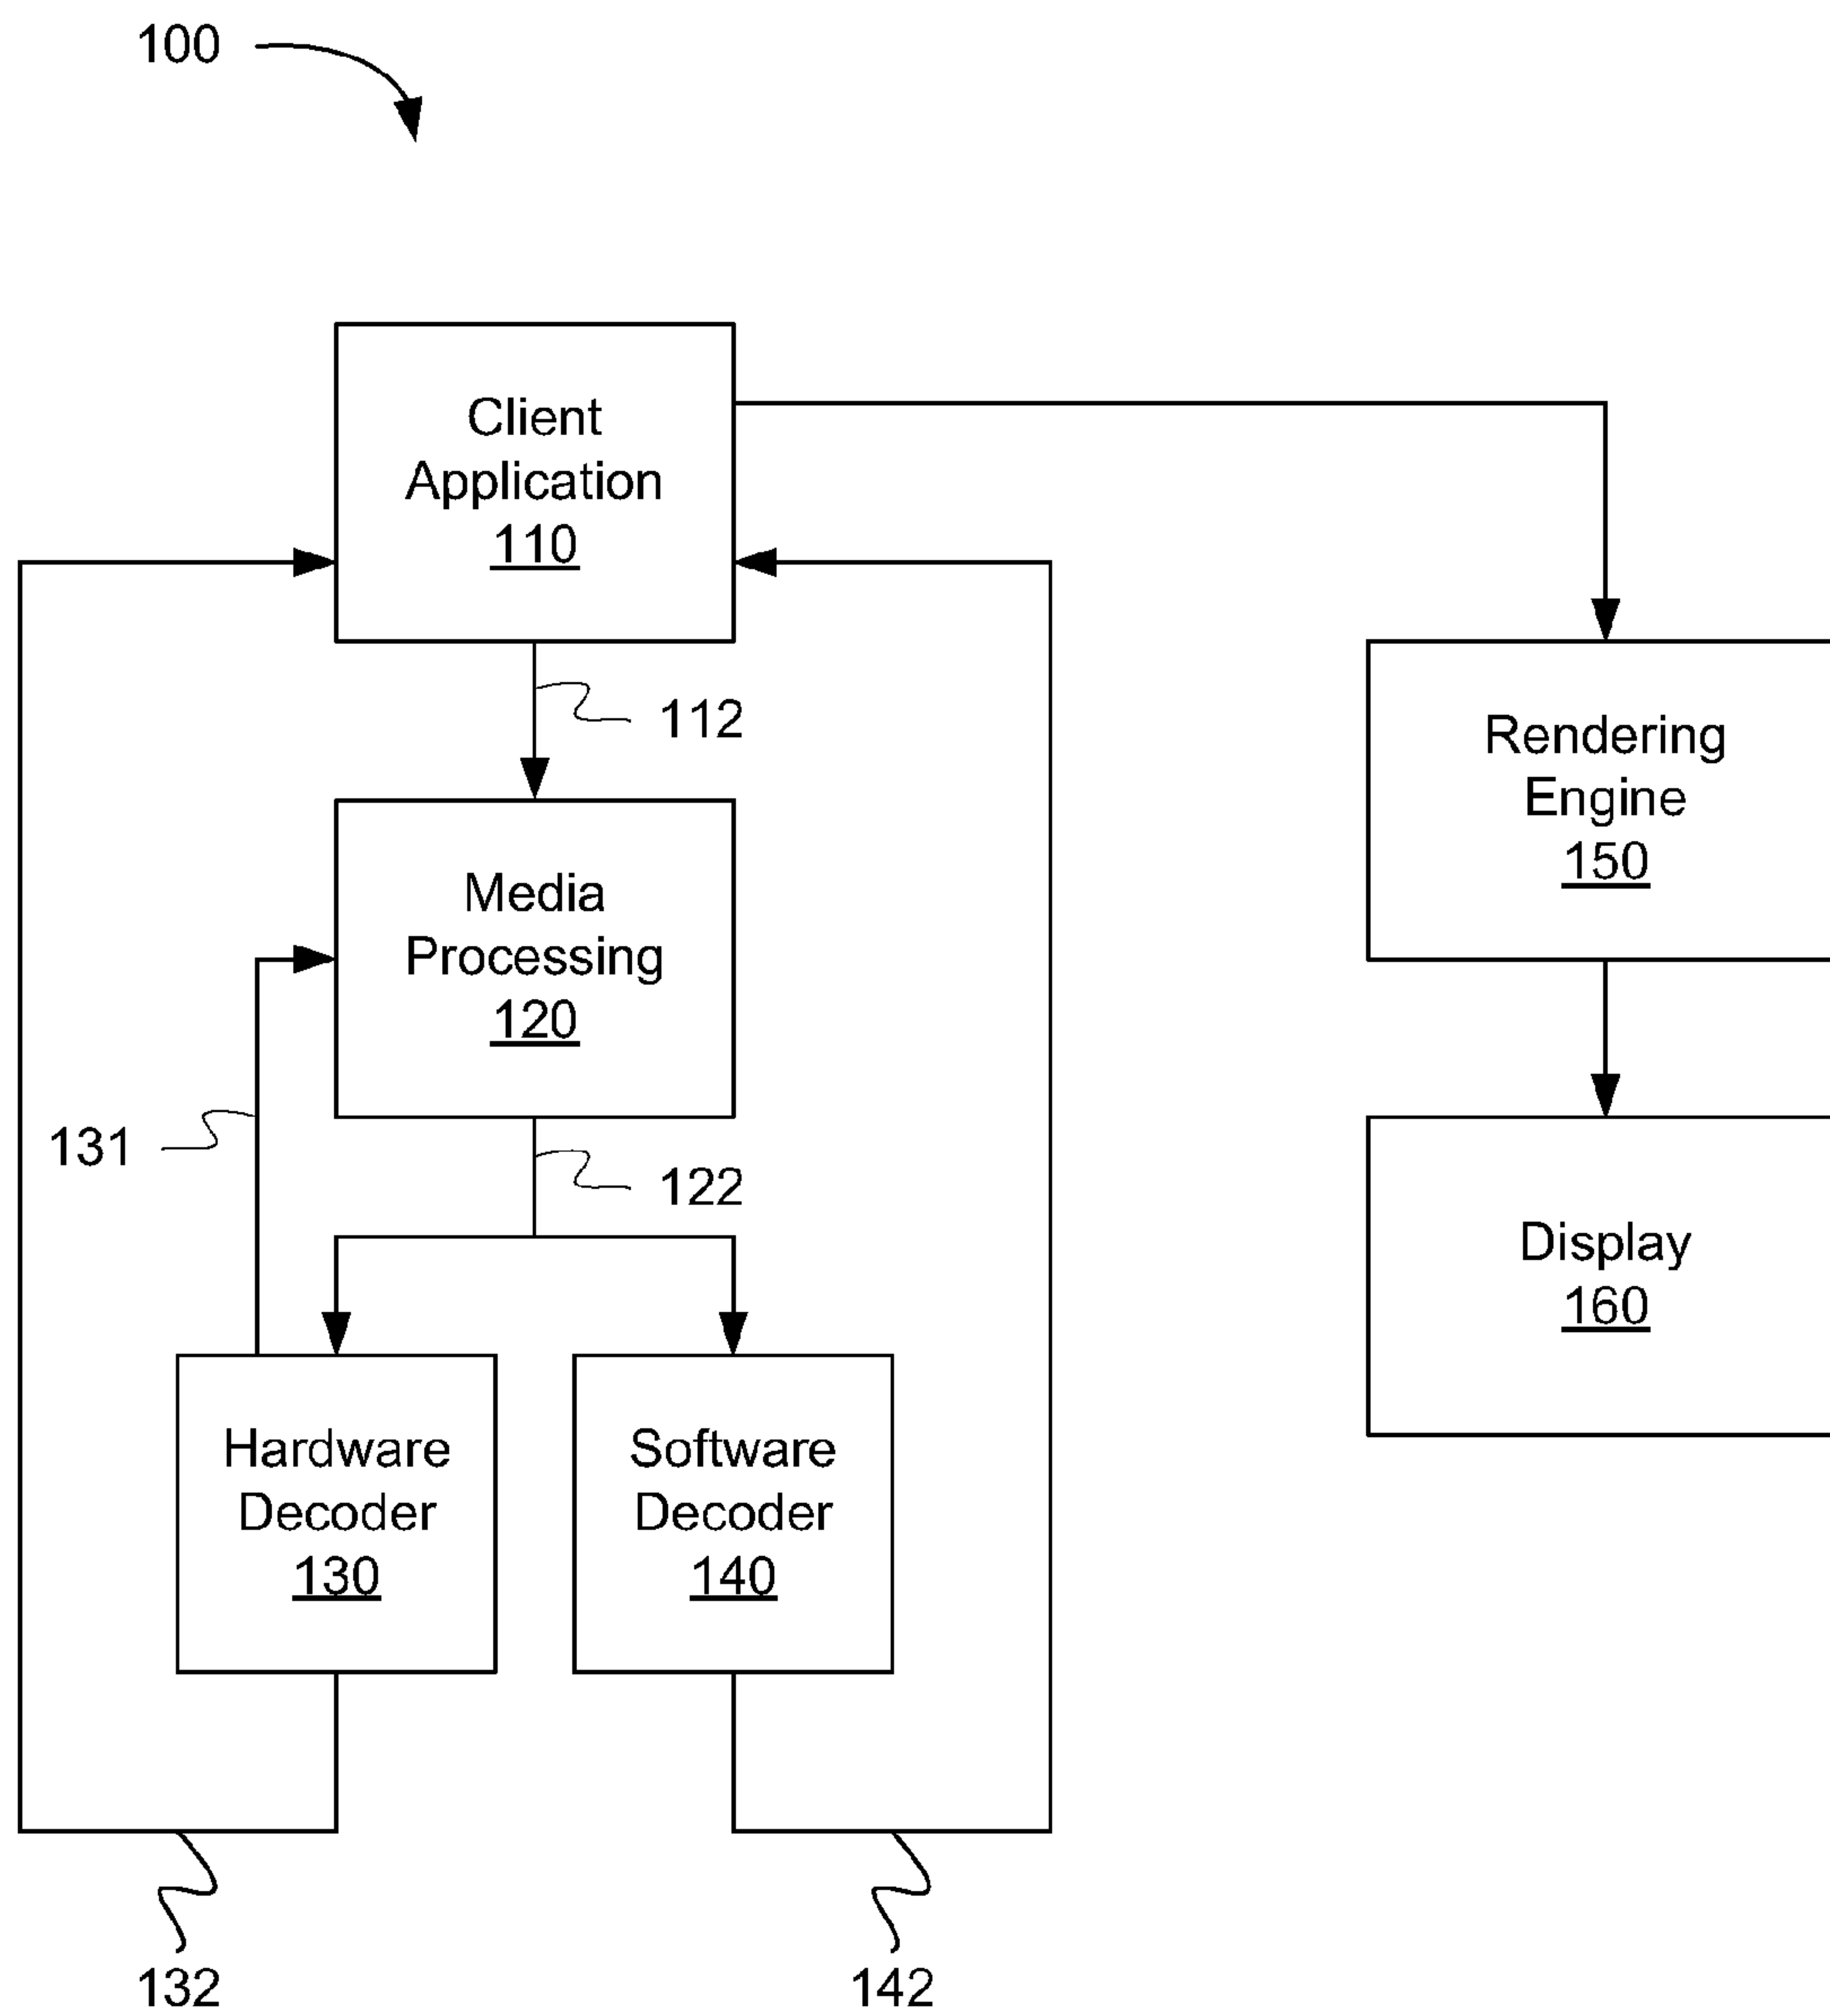 100
Client
Application
110
112
Rendering
Engine
150
Media
Processing
120
131
122
Display
160
Hardware
Decoder
130
Software
Decoder
140
132
142